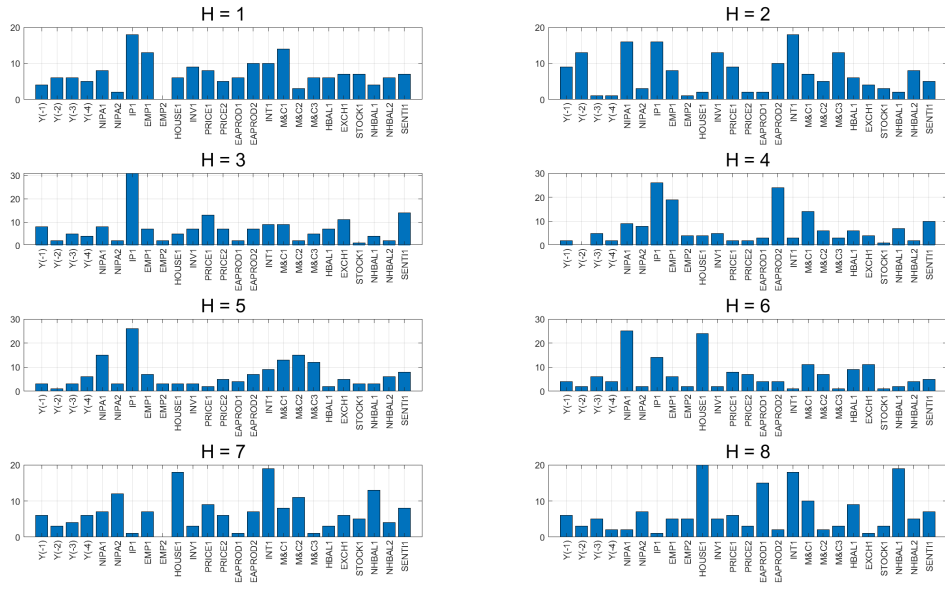 H = 1
20
10
0
Y(-1) Y(-2) Y(-3) Y(-4) NIPA1 NIPA2 IP1 EMP1 EMP2 HOUSE1 INV1 PRICE1 PRICE2 EAPROD1 EAPROD2 INT1 M&C1 M&C2 M&C3 HBAL1 EXCH1 STOCK1 NHBAL1 NHBAL2 SENTI1
H = 2
20
10
0
Y(-1) Y(-2) Y(-3) Y(-4) NIPA1 NIPA2 IP1 EMP1 EMP2 HOUSE1 INV1 PRICE1 PRICE2 EAPROD1 EAPROD2 INT1 M&C1 M&C2 M&C3 HBAL1 EXCH1 STOCK1 NHBAL1 NHBAL2 SENTI1
H = 3
30
20
10
0
Y(-1) Y(-2) Y(-3) Y(-4) NIPA1 NIPA2 IP1 EMP1 EMP2 HOUSE1 INV1 PRICE1 PRICE2 EAPROD1 EAPROD2 INT1 M&C1 M&C2 M&C3 HBAL1 EXCH1 STOCK1 NHBAL1 NHBAL2 SENTI1
H = 4
30
20
10
0
Y(-1) Y(-2) Y(-3) Y(-4) NIPA1 NIPA2 IP1 EMP1 EMP2 HOUSE1 INV1 PRICE1 PRICE2 EAPROD1 EAPROD2 INT1 M&C1 M&C2 M&C3 HBAL1 EXCH1 STOCK1 NHBAL1 NHBAL2 SENTI1
H = 5
30
20
10
0
Y(-1) Y(-2) Y(-3) Y(-4) NIPA1 NIPA2 IP1 EMP1 EMP2 HOUSE1 INV1 PRICE1 PRICE2 EAPROD1 EAPROD2 INT1 M&C1 M&C2 M&C3 HBAL1 EXCH1 STOCK1 NHBAL1 NHBAL2 SENTI1
H = 6
30
20
10
0
Y(-1) Y(-2) Y(-3) Y(-4) NIPA1 NIPA2 IP1 EMP1 EMP2 HOUSE1 INV1 PRICE1 PRICE2 EAPROD1 EAPROD2 INT1 M&C1 M&C2 M&C3 HBAL1 EXCH1 STOCK1 NHBAL1 NHBAL2 SENTI1
H = 7
20
10
0
Y(-1) Y(-2) Y(-3) Y(-4) NIPA1 NIPA2 IP1 EMP1 EMP2 HOUSE1 INV1 PRICE1 PRICE2 EAPROD1 EAPROD2 INT1 M&C1 M&C2 M&C3 HBAL1 EXCH1 STOCK1 NHBAL1 NHBAL2 SENTI1
H = 8
20
10
0
Y(-1) Y(-2) Y(-3) Y(-4) NIPA1 NIPA2 IP1 EMP1 EMP2 HOUSE1 INV1 PRICE1 PRICE2 EAPROD1 EAPROD2 INT1 M&C1 M&C2 M&C3 HBAL1 EXCH1 STOCK1 NHBAL1 NHBAL2 SENTI1